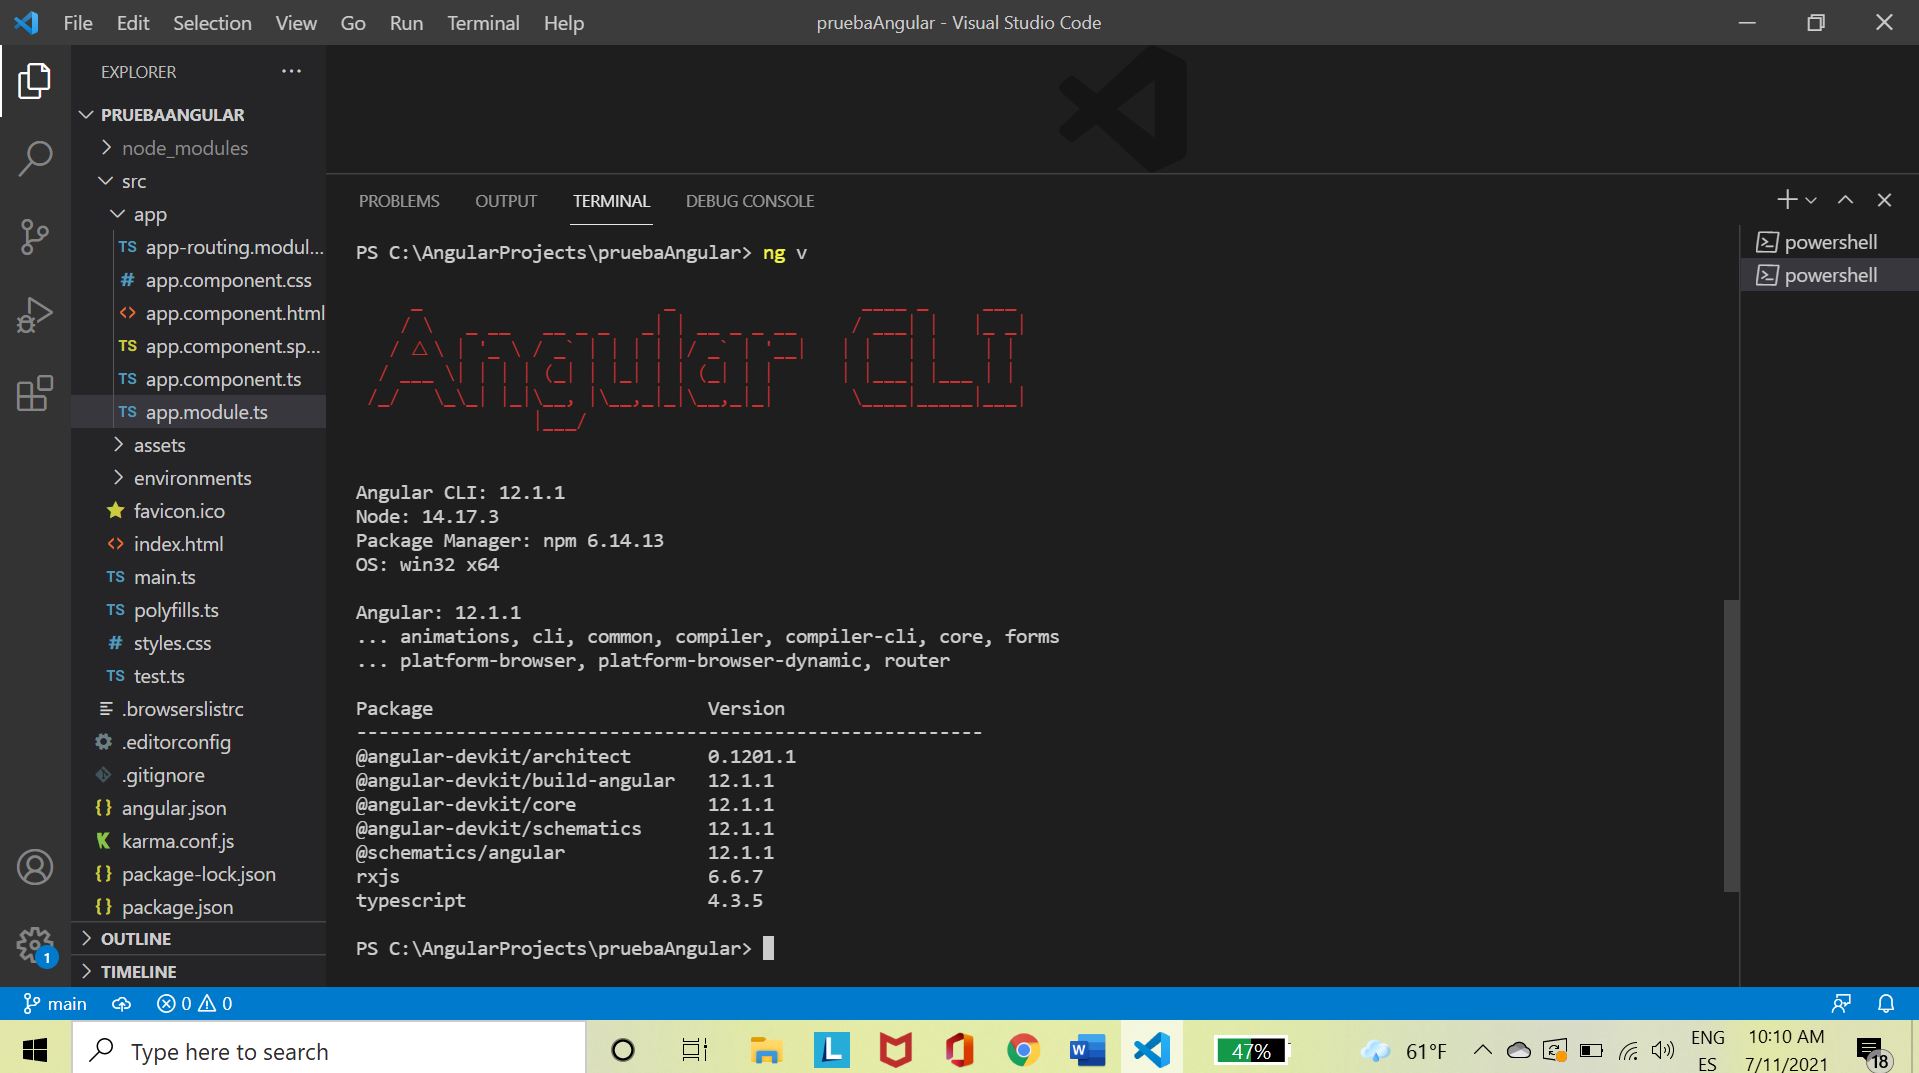 File Edit Selection View Go Run Terminal Help
pruebaAngular - Visual Studio Code
EXPLORER
PRUEBAANGULAR
node_modules
src
app
TS app-routing.modul...
# app.component.css
<> app.component.html
TS app.component.sp...
TS app.component.ts
TS app.module.ts
assets
environments
favicon.ico
<> index.html
TS main.ts
TS polyfills.ts
# styles.css
TS test.ts
.browserslistrc
.editorconfig
.gitignore
{} angular.json
K karma.conf.js
{} package-lock.json
{} package.json
OUTLINE
TIMELINE
1
PROBLEMS OUTPUT TERMINAL DEBUG CONSOLE
powershell
powershell
PS C:\AngularProjects\pruebaAngular> ng v
Angular CLI
Angular CLI: 12.1.1
Node: 14.17.3
Package Manager: npm 6.14.13
OS: win32 x64
Angular: 12.1.1
... animations, cli, common, compiler, compiler-cli, core, forms
... platform-browser, platform-browser-dynamic, router
Package Version
---------------------------------------------------------
@angular-devkit/architect 0.1201.1
@angular-devkit/build-angular 12.1.1
@angular-devkit/core 12.1.1
@angular-devkit/schematics 12.1.1
@schematics/angular 12.1.1
rxjs 6.6.7
typescript 4.3.5
PS C:\AngularProjects\pruebaAngular>
main 0 0
Type here to search
L
W
47%
61°F
ENG
ES
10:10 AM
7/11/2021
18